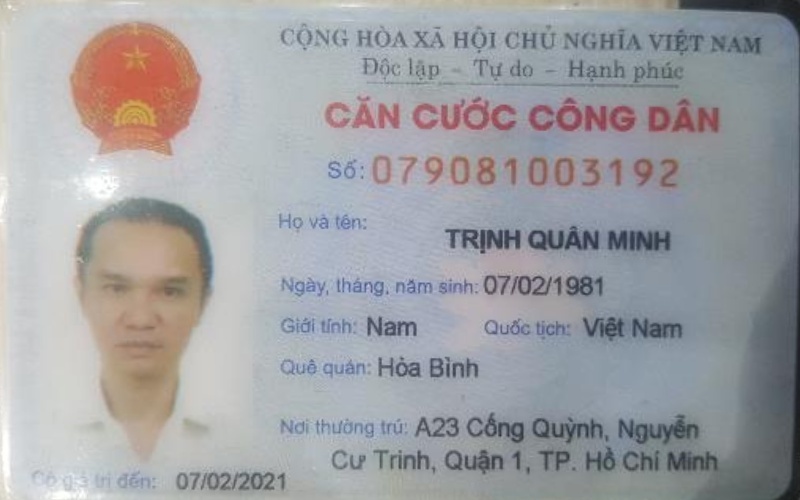 CỘNG HÒA XÃ HỘI CHỦ NGHĨA VIỆT NAM
Độc lập – Tự do – Hạnh phúc
CĂN CƯỚC CÔNG DÂN
Số: 079081003192
Họ và tên:
TRỊNH QUÂN MINH
Ngày, tháng, năm sinh: 07/02/1981
Giới tính: Nam Quốc tịch: Việt Nam
Quê quán: Hòa Bình
Nơi thường trú: A23 Cống Quỳnh, Nguyễn
Cư Trinh, Quận 1, TP. Hồ Chí Minh
Có giá trị đến: 07/02/2021